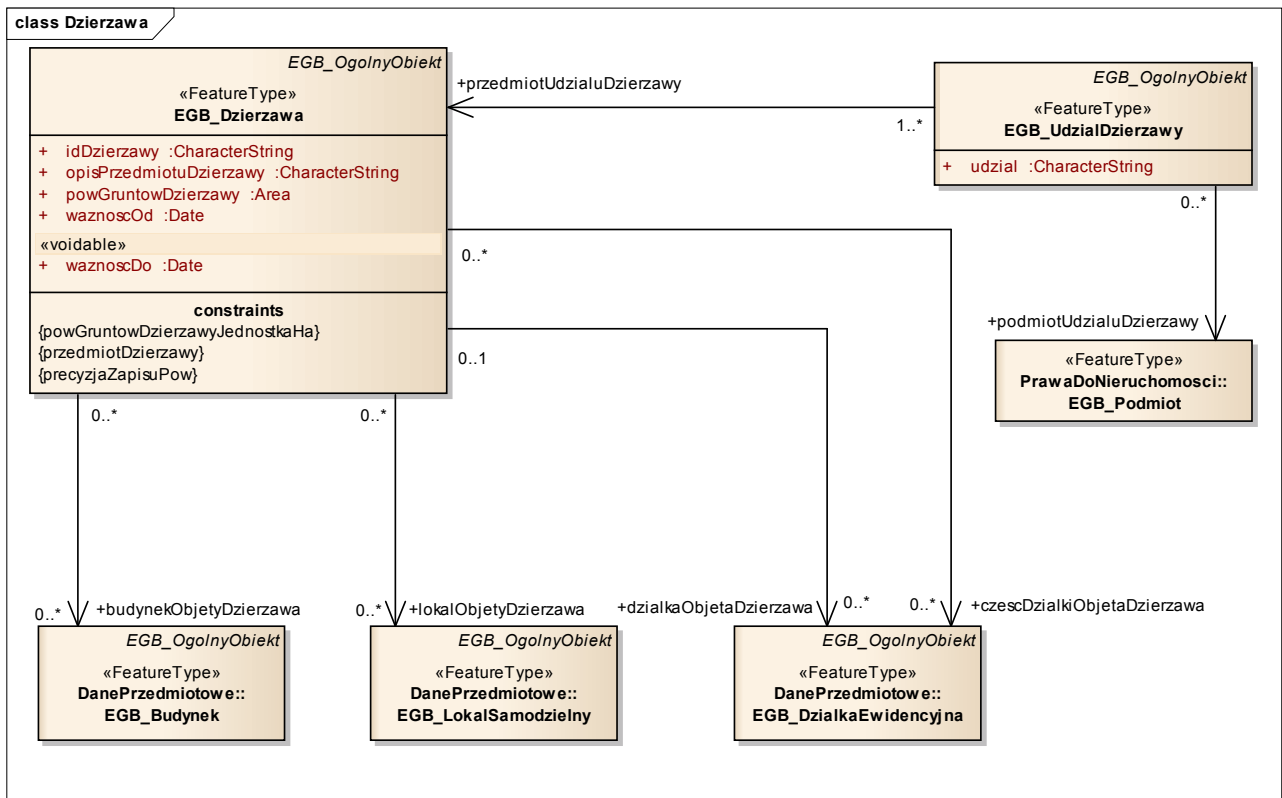 class Dzierzawa
EGB_OgolnyObiekt
«FeatureType»
EGB_Dzierzawa
+ idDzierzawy :CharacterString
+ opisPrzedmiotuDzierzawy :CharacterString
+ powGruntowDzierzawy :Area
+ waznoscOd :Date
«voidable»
+ waznoscDo :Date
constraints
{powGruntowDzierzawyJednostkaHa}
{przedmiotDzierzawy}
{precyzjaZapisuPow}
+przedmiotUdzialuDzierzawy
1..*
EGB_OgolnyObiekt
«FeatureType»
EGB_UdzialDzierzawy
+ udzial :CharacterString
0..*
+podmiotUdzialuDzierzawy
«FeatureType»
PrawaDoNieruchomosci::
EGB_Podmiot
0..*
0..1
0..*
0..*
0..*
+budynekObjetyDzierzawa
0..*
+lokalObjetyDzierzawa
+dzialkaObjetaDzierzawa
0..*
0..*
+czescDzialkiObjetaDzierzawa
EGB_OgolnyObiekt
«FeatureType»
DanePrzedmiotowe::
EGB_Budynek
EGB_OgolnyObiekt
«FeatureType»
DanePrzedmiotowe::
EGB_LokalSamodzielny
EGB_OgolnyObiekt
«FeatureType»
DanePrzedmiotowe::
EGB_DzialkaEwidencyjna